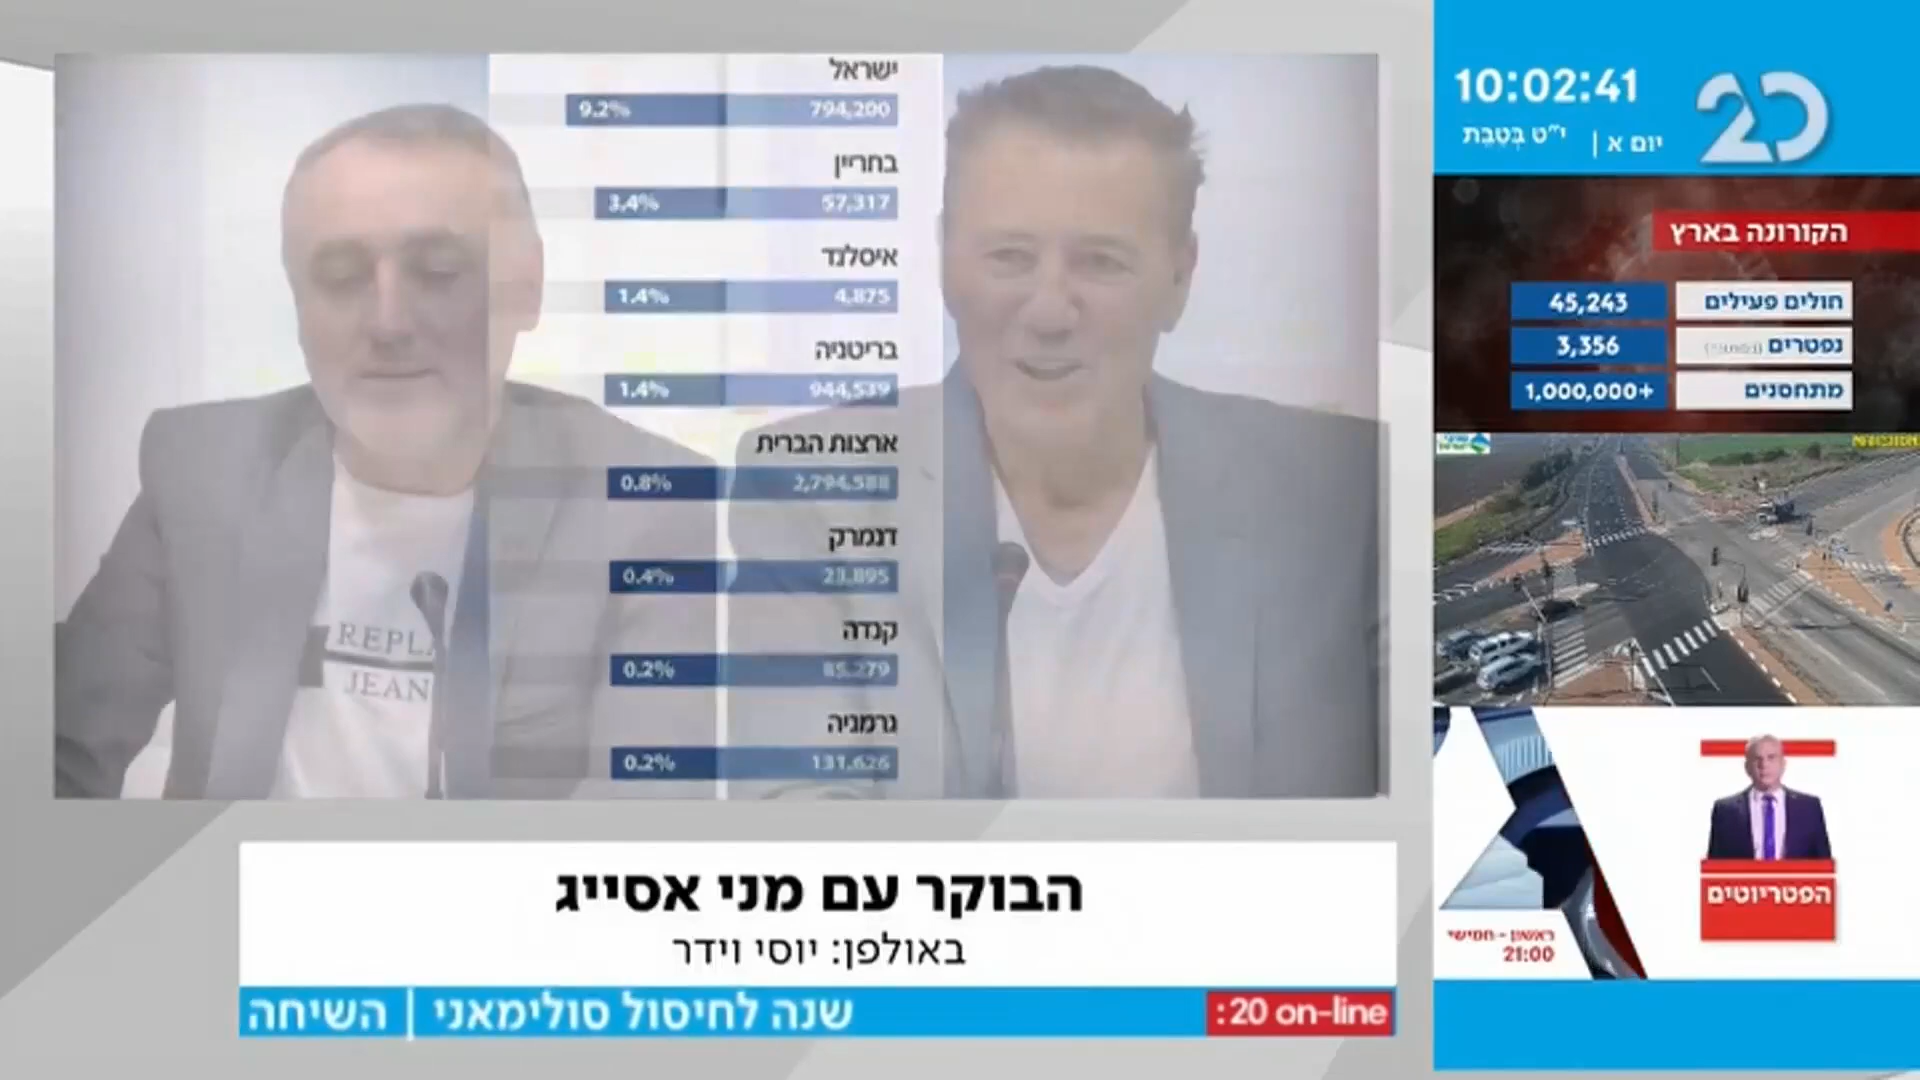 ישראל
794,200 9.2%
בחריין
57,317 3.4%
איסלנד
4,875 1.4%
בריטניה
944,539 1.4%
ארצות הברית
2,794,588 0.8%
דנמרק
23,895 0.4%
קנדה
85,279 0.2%
גרמניה
131,626 0.2%
REPLA
JEAN
הבוקר עם מני אסייג
באולפן: יוסי וידר
20 on-line:
שנה לחיסול סולימאני | השיחה
20
10:02:41
יום א | י"ט בְּטֵבֵת
הקורונה בארץ
חולים פעילים 45,243
נפטרים 3,356
מתחסנים 1,000,000+
הפטריוטים
ראשון - חמישי
21:00